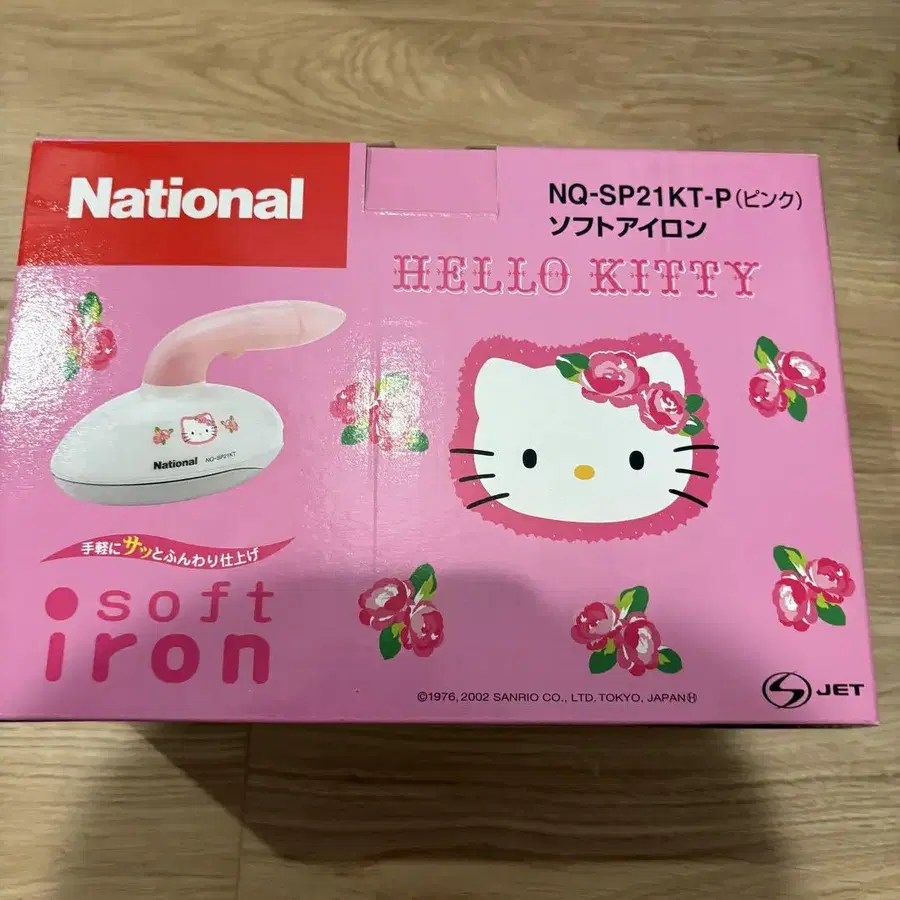 National
NQ-SP21KT-P(ピンク)
ソフトアイロン
HELLO KITTY
National NQ-SP21KT
手軽にサッとふんわり仕上げ
soft
iron
©1976, 2002 SANRIO CO., LTD. TOKYO, JAPAN Ⓗ
JET